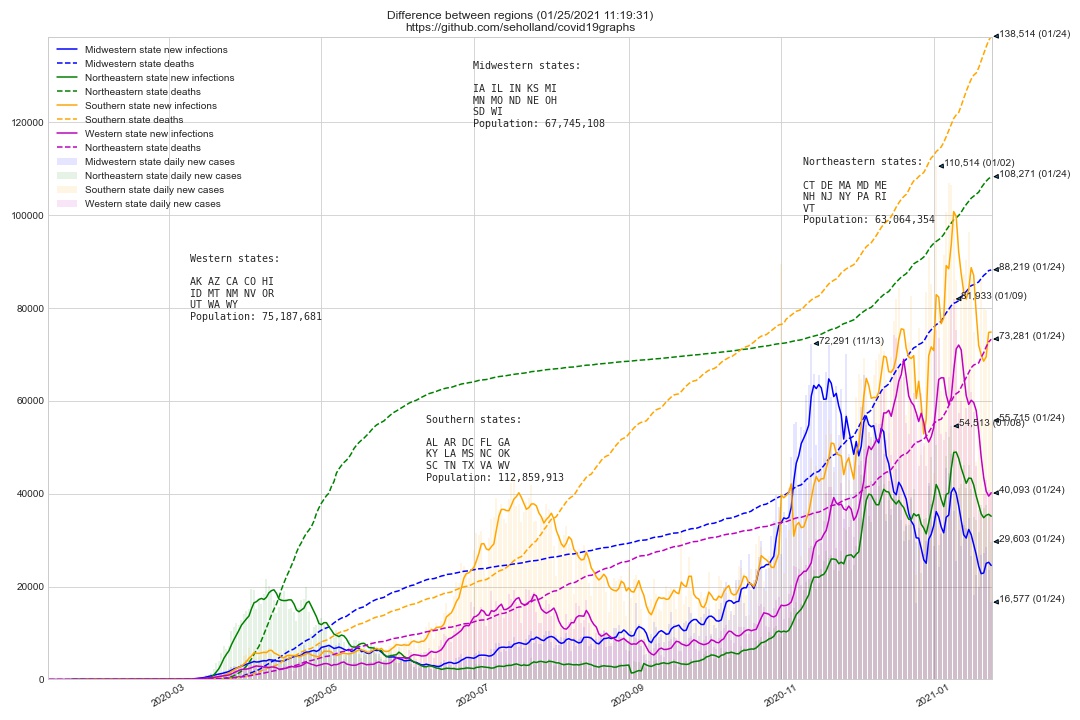 Difference between regions (01/25/2021 11:19:31)
https://github.com/seholland/covid19graphs
Midwestern state new infections
Midwestern state deaths
Northeastern state new infections
Northeastern state deaths
Southern state new infections
Southern state deaths
Western state new infections
Northeastern state deaths
Midwestern state daily new cases
Northeastern state daily new cases
Southern state daily new cases
Western state daily new cases
Midwestern states:
IA IL IN KS MI
MN MO ND NE OH
SD WI
Population: 67,745,108
Northeastern states:
CT DE MA MD ME
NH NJ NY PA RI
VT
Population: 63,064,354
Western states:
AK AZ CA CO HI
ID MT NM NV OR
UT WA WY
Population: 75,187,681
Southern states:
AL AR DC FL GA
KY LA MS NC OK
SC TN TX VA WV
Population: 112,859,913
138,514 (01/24)
110,514 (01/02)
108,271 (01/24)
88,219 (01/24)
81,933 (01/09)
72,291 (11/13)
73,281 (01/24)
55,715 (01/24)
54,513 (01/08)
40,093 (01/24)
29,603 (01/24)
16,577 (01/24)
120000
100000
80000
60000
40000
20000
0
2020-03
2020-05
2020-07
2020-09
2020-11
2021-01